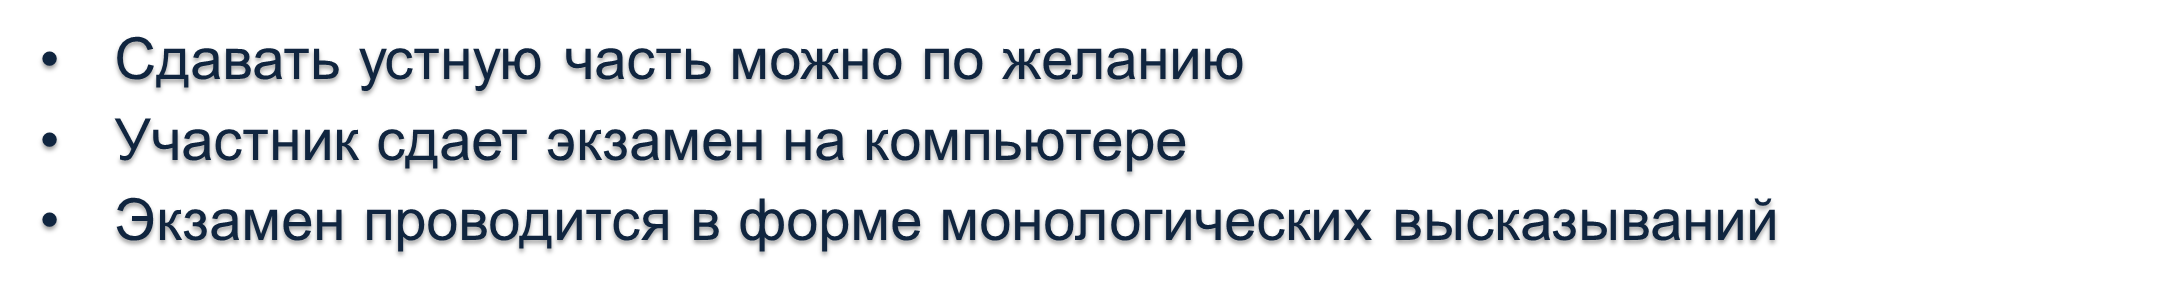 • Сдавать устную часть можно по желанию
• Участник сдает экзамен на компьютере
• Экзамен проводится в форме монологических высказываний